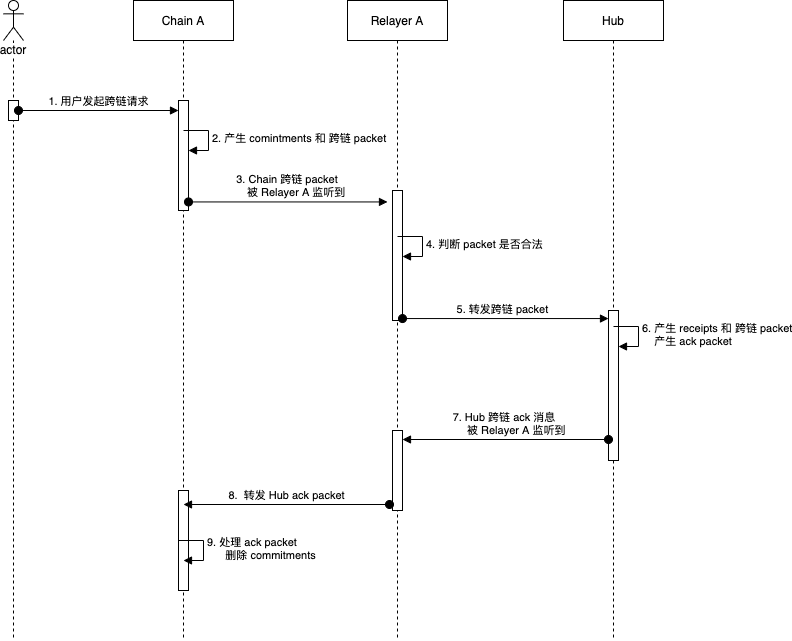 actor
Chain A
Relayer A
Hub
1. 用户发起跨链请求
2. 产生 comintments 和 跨链 packet
3. Chain 跨链 packet
被 Relayer A 监听到
4. 判断 packet 是否合法
5. 转发跨链 packet
6. 产生 receipts 和 跨链 packet
产生 ack packet
7. Hub 跨链 ack 消息
被 Relayer A 监听到
8. 转发 Hub ack packet
9. 处理 ack packet
删除 commitments